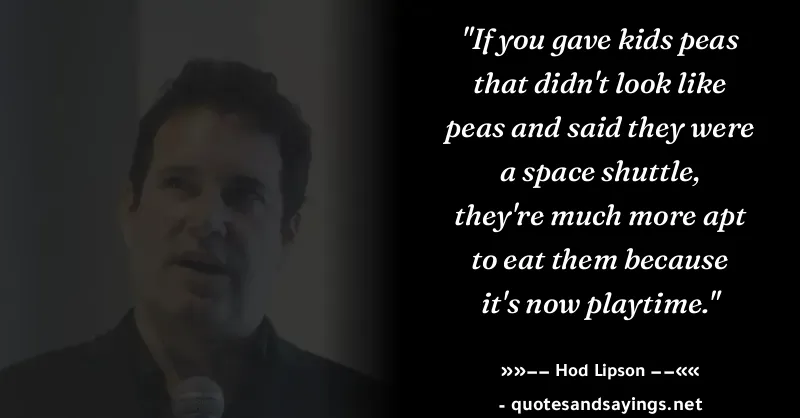 "If you gave kids peas
that didn't look like
peas and said they were
a space shuttle,
they're much more apt
to eat them because
it's now playtime."
»»−− Hod Lipson −−««
- quotesandsayings.net